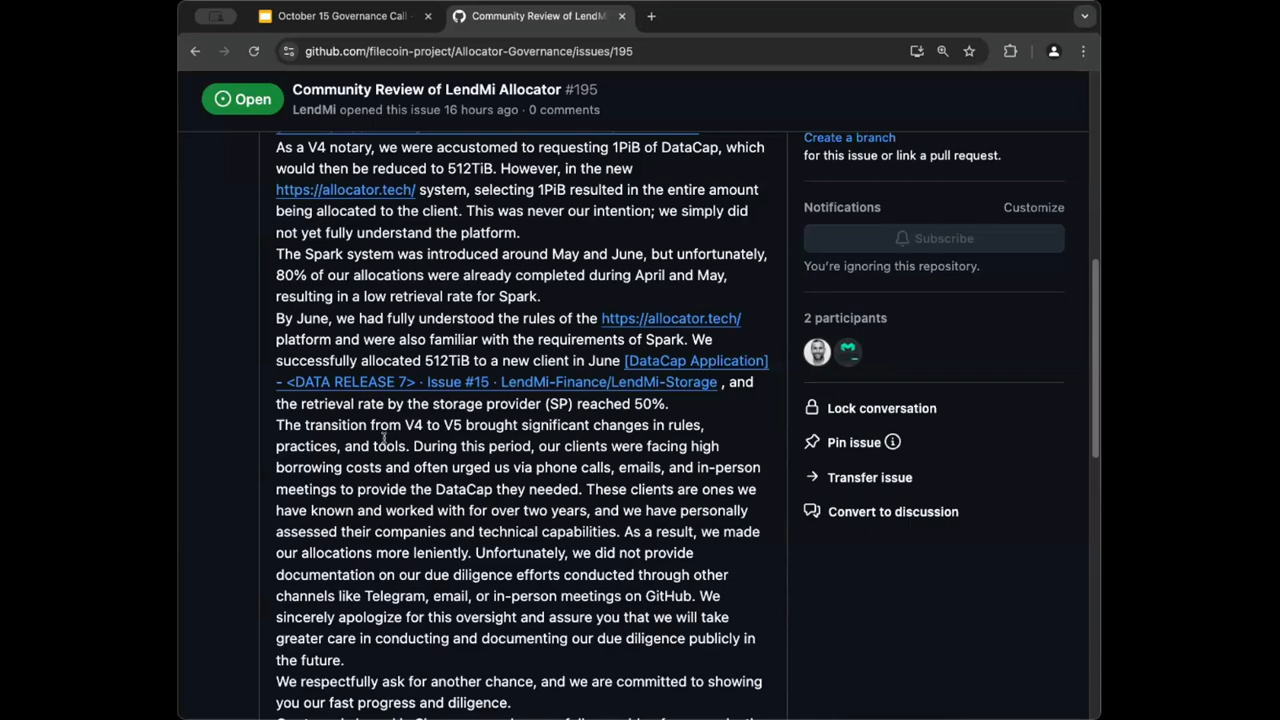 October 15 Governance Call
Community Review of LendM
github.com/filecoin-project/Allocator-Governance/issues/195
Open
Community Review of LendMi Allocator #195
LendMi opened this issue 16 hours ago · 0 comments
As a V4 notary, we were accustomed to requesting 1PiB of DataCap, which
would then be reduced to 512TiB. However, in the new
https://allocator.tech/ system, selecting 1PiB resulted in the entire amount
being allocated to the client. This was never our intention; we simply did
not yet fully understand the platform.
The Spark system was introduced around May and June, but unfortunately,
80% of our allocations were already completed during April and May,
resulting in a low retrieval rate for Spark.
By June, we had fully understood the rules of the https://allocator.tech/
platform and were also familiar with the requirements of Spark. We
successfully allocated 512TiB to a new client in June [DataCap Application]
- <DATA RELEASE 7> · Issue #15 · LendMi-Finance/LendMi-Storage , and
the retrieval rate by the storage provider (SP) reached 50%.
The transition from V4 to V5 brought significant changes in rules,
practices, and tools. During this period, our clients were facing high
borrowing costs and often urged us via phone calls, emails, and in-person
meetings to provide the DataCap they needed. These clients are ones we
have known and worked with for over two years, and we have personally
assessed their companies and technical capabilities. As a result, we made
our allocations more leniently. Unfortunately, we did not provide
documentation on our due diligence efforts conducted through other
channels like Telegram, email, or in-person meetings on GitHub. We
sincerely apologize for this oversight and assure you that we will take
greater care in conducting and documenting our due diligence publicly in
the future.
We respectfully ask for another chance, and we are committed to showing
you our fast progress and diligence.
Create a branch
for this issue or link a pull request.
Notifications
Customize
Subscribe
You're ignoring this repository.
2 participants
Lock conversation
Pin issue
Transfer issue
Convert to discussion